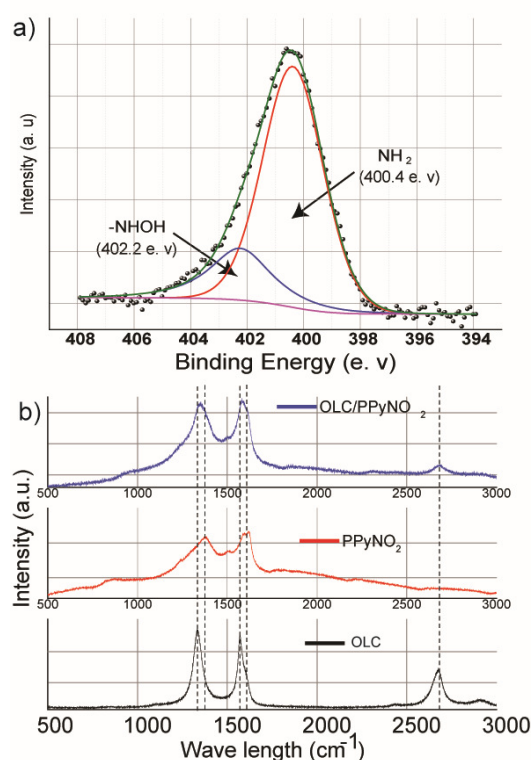 a)
Intensity (a. u)
NH₂
(400.4 e. v)
-NHOH
(402.2 e. v)
408 406 404 402 400 398 396 394
Binding Energy (e. v)
b)
Intensity (a.u.)
OLC/PPyNO ₂
500 1000 1500 2000 2500 3000
PPyNO₂
500 1000 1500 2000 2500 3000
OLC
500 1000 1500 2000 2500 3000
Wave length (cm⁻¹)